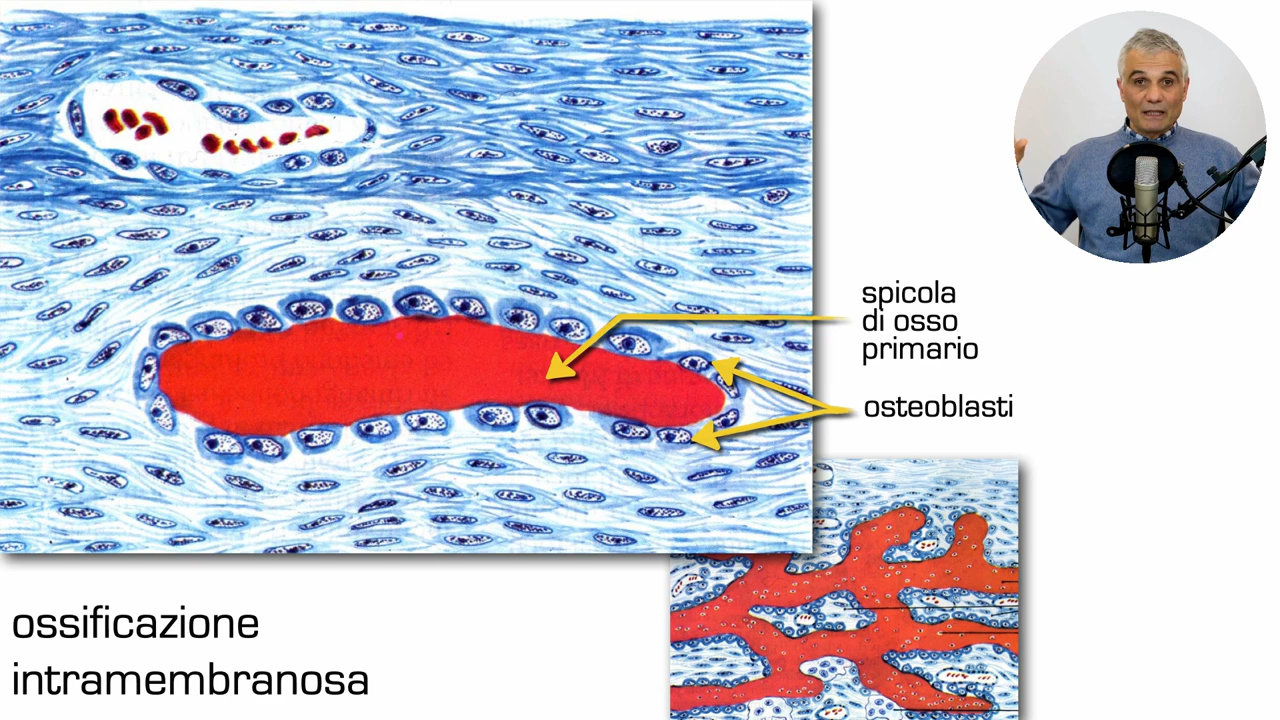 spicola
di osso
primario
osteoblasti
ossificazione
intramembranosa